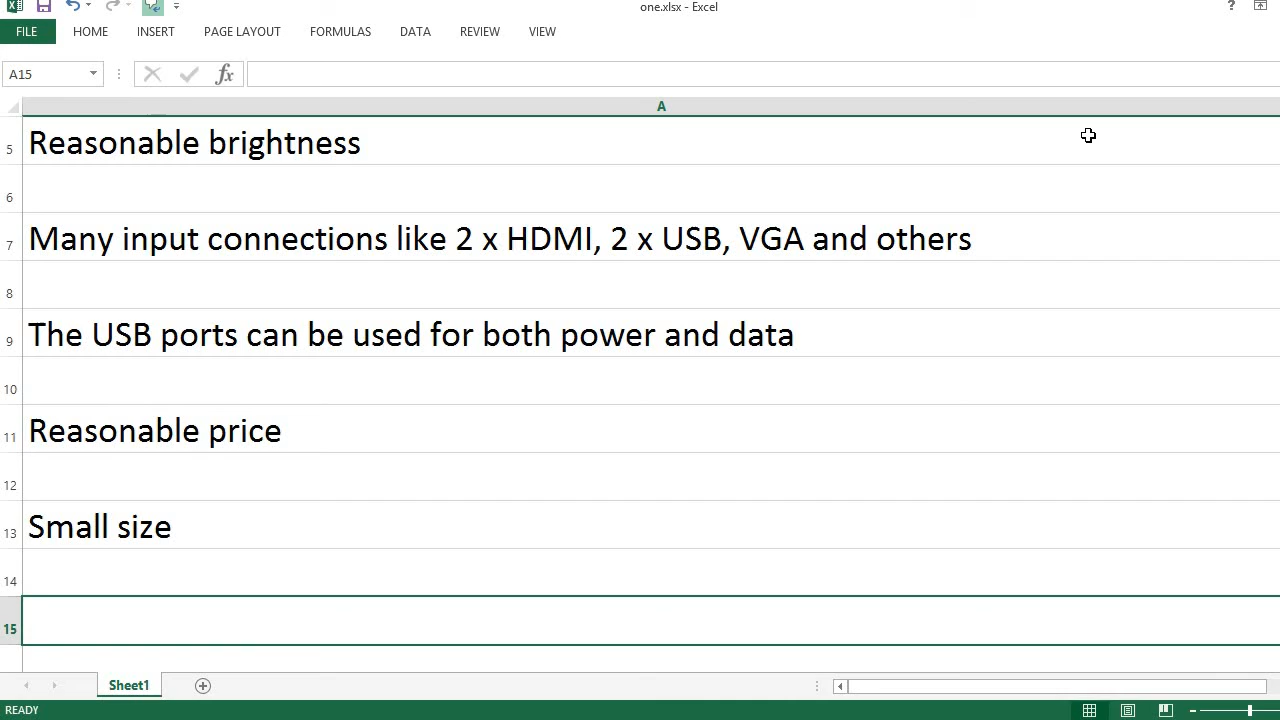 one.xlsx - Excel
?
FILE HOME INSERT PAGE LAYOUT FORMULAS DATA REVIEW VIEW
A15 fx
A
5 Reasonable brightness
6
7 Many input connections like 2 x HDMI, 2 x USB, VGA and others
8
9 The USB ports can be used for both power and data
10
11 Reasonable price
12
13 Small size
14
15
Sheet1
READY